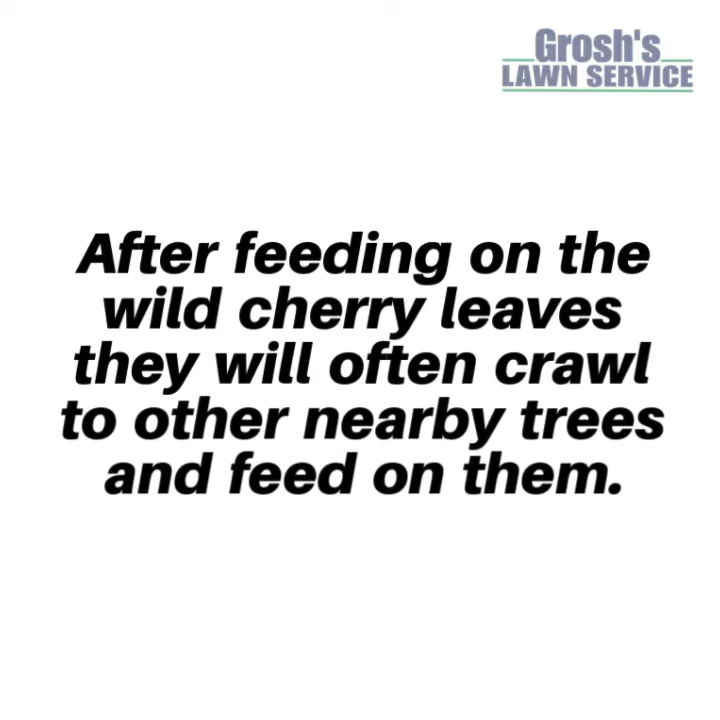 Grosh's
LAWN SERVICE
After feeding on the
wild cherry leaves
they will often crawl
to other nearby trees
and feed on them.